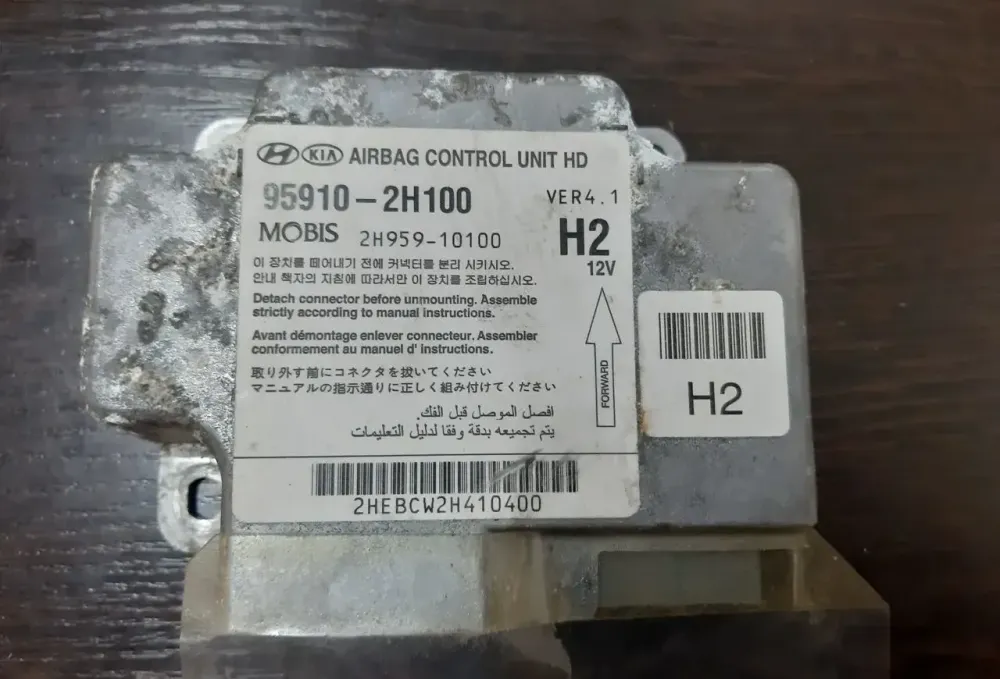 HYUNDAI KIA AIRBAG CONTROL UNIT HD
95910-2H100 VER4.1
MOBIS 2H959-10100 H2
12V
이 장치를 떼어내기 전에 커넥터를 분리 시키시오.
안내 책자의 지침에 따라서만 이 장치를 조립하십시오.
Detach connector before unmounting. Assemble
strictly according to manual instructions.
Avant démontage enlever connecteur. Assembler
conformement au manuel d' instructions.
取り外す前にコネクタを抜いてください
マニュアルの指示通りに正しく組み付けてください
افصل الموصل قبل الفك.
يتم تجميعه بدقة وفقا لدليل التعليمات
FORWARD
2HEBCW2H410400
H2